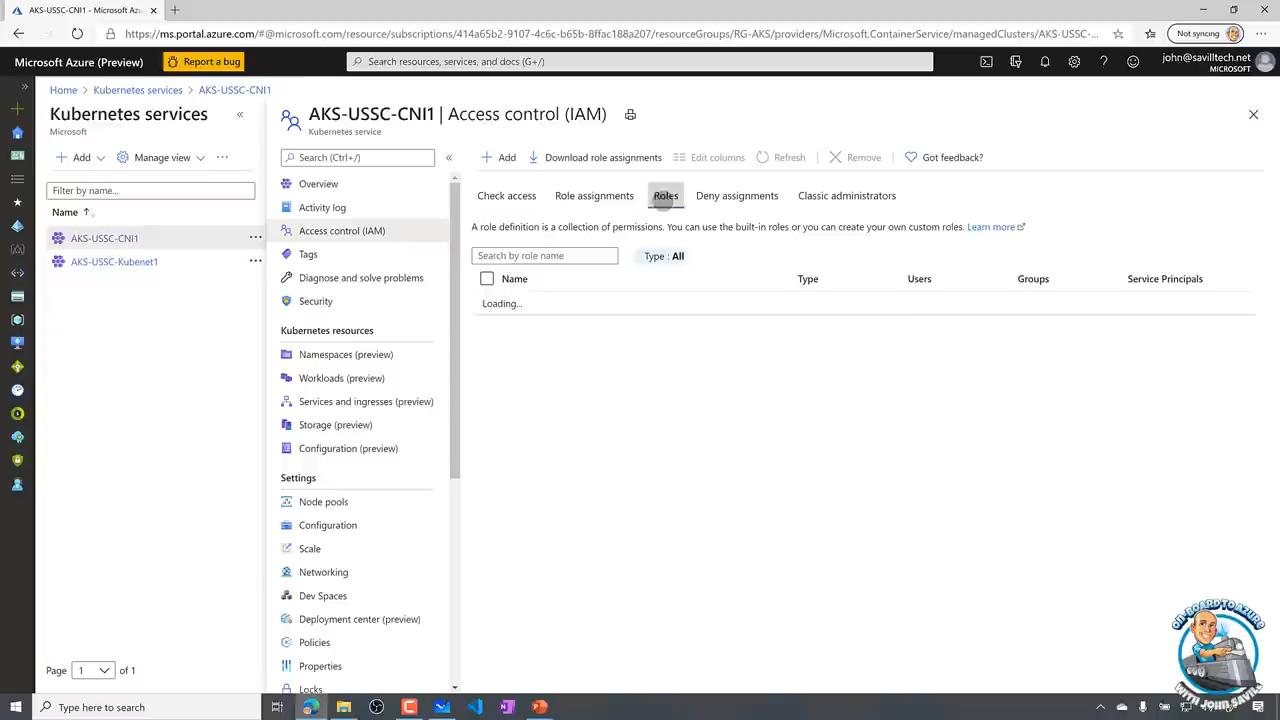 AKS-USSC-CNI1 - Microsoft Azu
https://ms.portal.azure.com/#@microsoft.com/resource/subscriptions/414a65b2-9107-4c6c-b65b-8ffac188a207/resourceGroups/RG-AKS/providers/Microsoft.ContainerService/managedClusters/AKS-USSC-...
Not syncing
Microsoft Azure (Preview)
Report a bug
Search resources, services, and docs (G+/)
john@savilltech.net
MICROSOFT
Home > Kubernetes services > AKS-USSC-CNI1
Kubernetes services
Microsoft
Add
Manage view
Filter by name...
Name
AKS-USSC-CNI1
AKS-USSC-Kubenet1
Page 1 of 1
AKS-USSC-CNI1 | Access control (IAM)
Kubernetes service
Search (Ctrl+/)
Overview
Activity log
Access control (IAM)
Tags
Diagnose and solve problems
Security
Kubernetes resources
Namespaces (preview)
Workloads (preview)
Services and ingresses (preview)
Storage (preview)
Configuration (preview)
Settings
Node pools
Configuration
Scale
Networking
Dev Spaces
Deployment center (preview)
Policies
Properties
Locks
Add Download role assignments Edit columns Refresh Remove Got feedback?
Check access Role assignments Roles Deny assignments Classic administrators
A role definition is a collection of permissions. You can use the built-in roles or you can create your own custom roles. Learn more
Search by role name
Type : All
Name Type Users Groups Service Principals
Loading...
ON-BOARD TO AZURE
WITH JOHN SAVILL
Type here to search